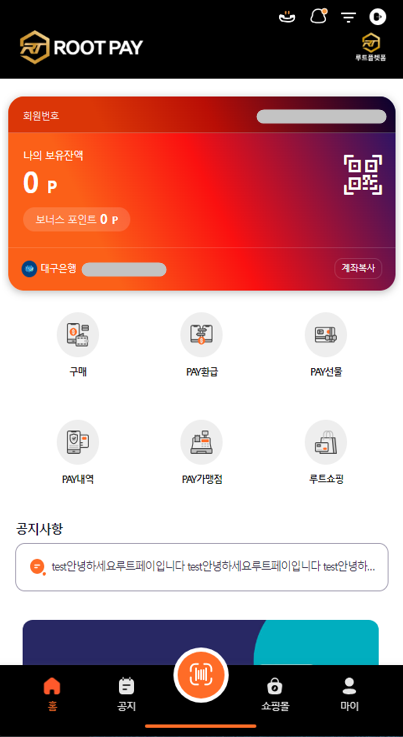 RT ROOT PAY
RT
루트플랫폼
회원번호
나의 보유잔액
0 P
보너스 포인트 0 P
대구은행
계좌복사
구매
PAY환급
PAY선물
PAY내역
PAY가맹점
루트쇼핑
공지사항
test안녕하세요루트페이입니다 test안녕하세요루트페이입니다 test안녕하...
홈
공지
쇼핑몰
마이